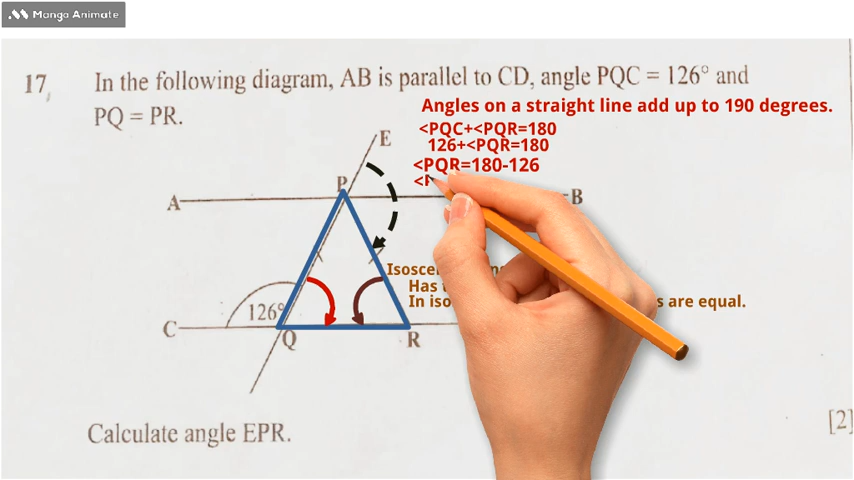 Manga Animate
17, In the following diagram, AB is parallel to CD, angle PQC = 126° and
PQ = PR.
Angles on a straight line add up to 190 degrees.
<PQC+<PQR=180
126+<PQR=180
<PQR=180-126
E
P
A
B
Has
In
s are equal.
126°
C
Q
R
Calculate angle EPR.
[2]